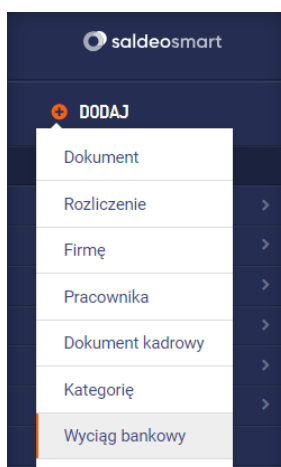 saldeosmart
DODAJ
Dokument
Rozliczenie
Firmę
Pracownika
Dokument kadrowy
Kategorię
Wyciąg bankowy